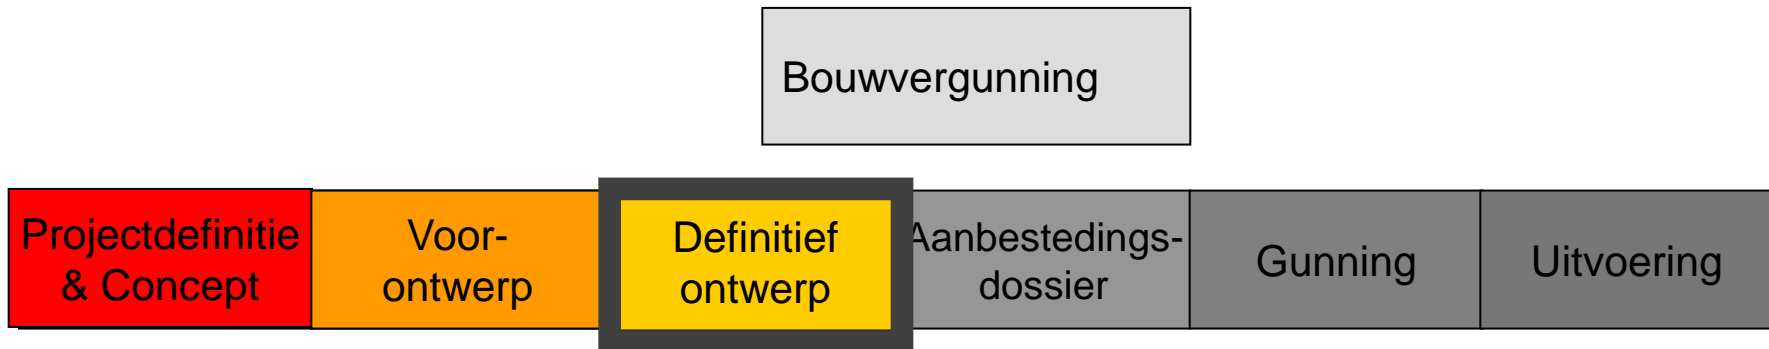 Bouwvergunning
Projectdefinitie
& Concept
Voor-
ontwerp
Definitief
ontwerp
Aanbestedings-
dossier
Gunning
Uitvoering